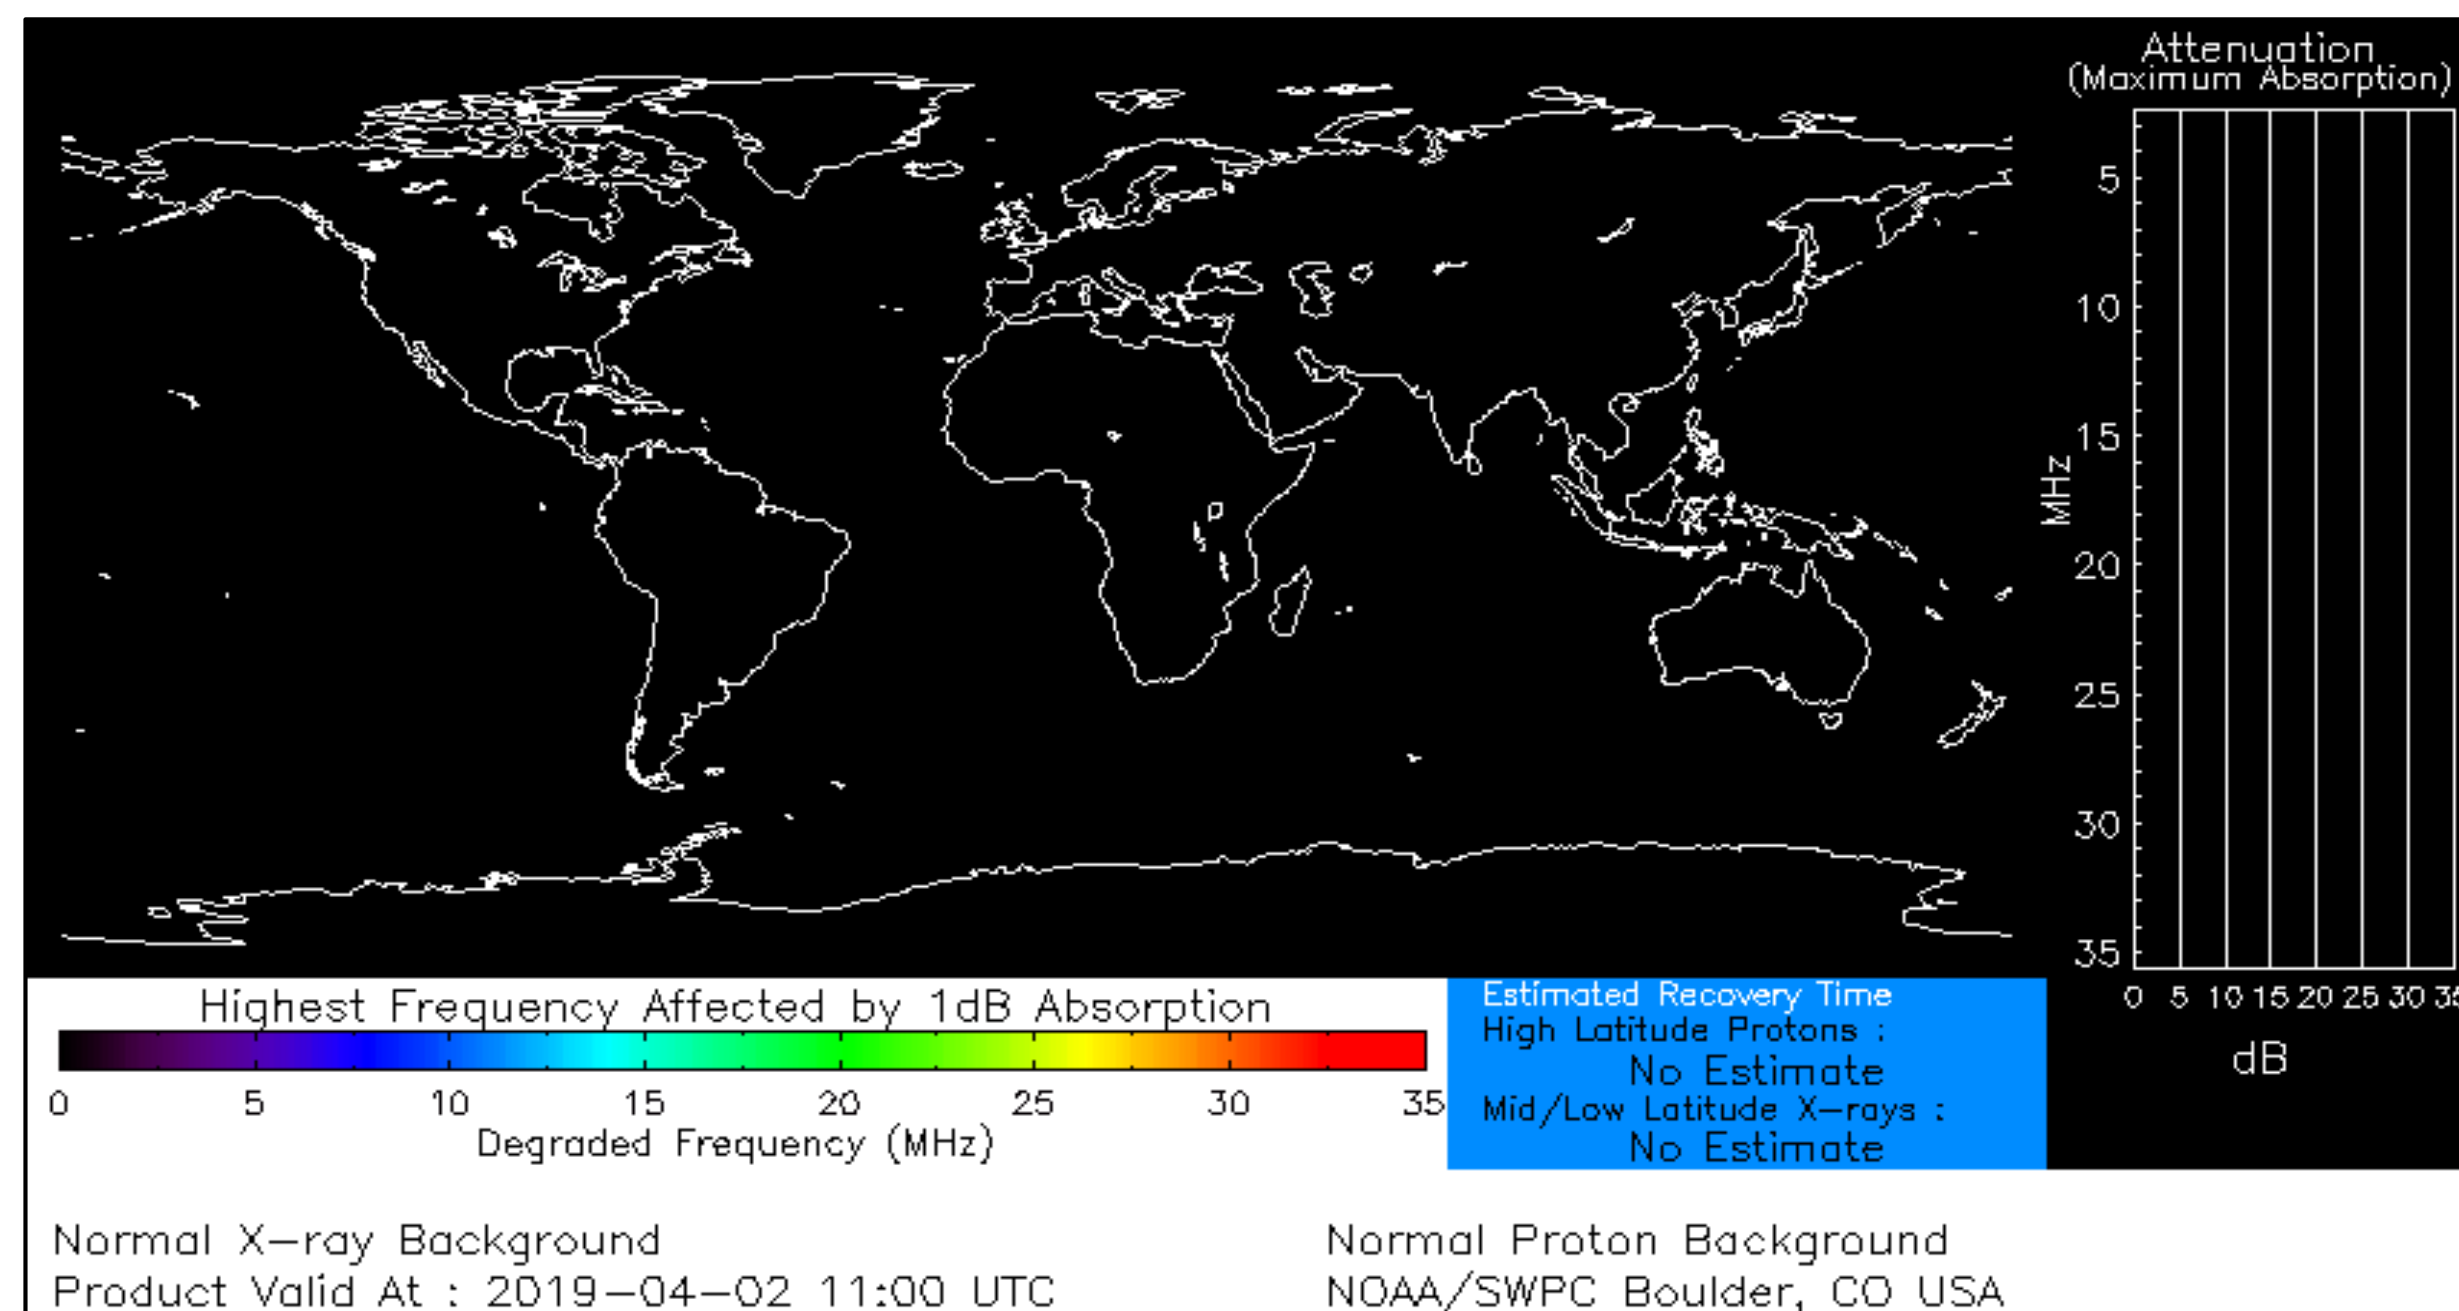 Attenuation
(Maximum Absorption)
5
10
15
20
25
30
35
MHz
0 5 10 15 20 25 30 35
dB
Highest Frequency Affected by 1dB Absorption
0 5 10 15 20 25 30 35
Degraded Frequency (MHz)
Estimated Recovery Time
High Latitude Protons :
No Estimate
Mid/Low Latitude X-rays :
No Estimate
Normal X-ray Background
Normal Proton Background
Product Valid At : 2019-04-02 11:00 UTC
NOAA/SWPC Boulder, CO USA